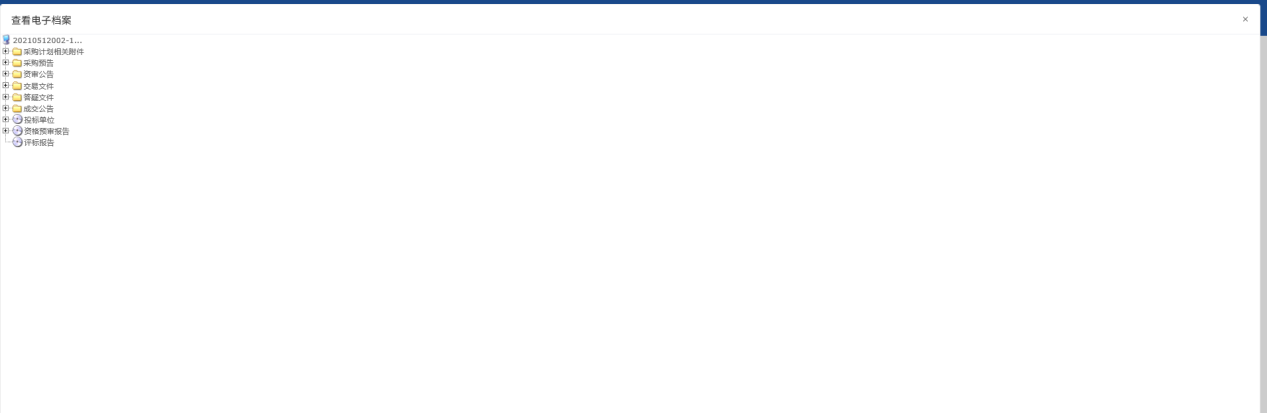 查看电子档案
×
20210512002-1...
采购计划相关附件
采购预告
资审公告
交易文件
答疑文件
成交公告
投标单位
资格预审报告
评标报告